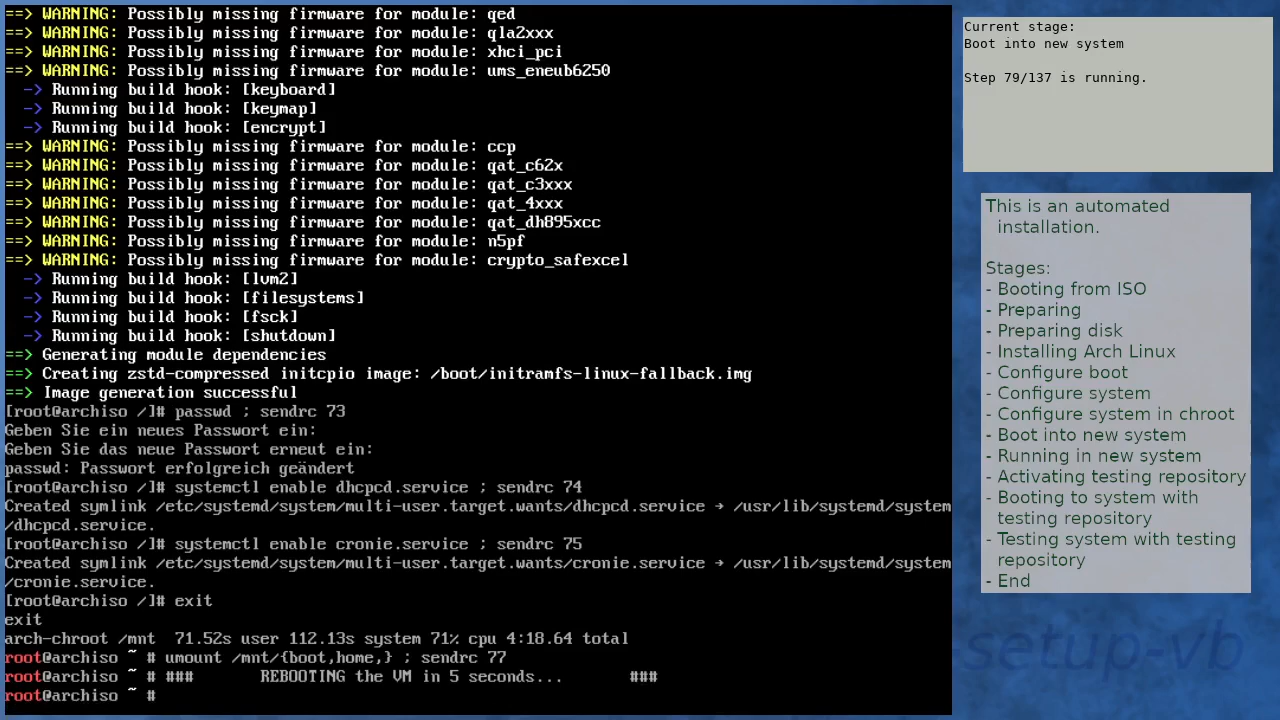 ==> WARNING: Possibly missing firmware for module: qed
==> WARNING: Possibly missing firmware for module: qla2xxx
==> WARNING: Possibly missing firmware for module: xhci_pci
==> WARNING: Possibly missing firmware for module: ums_eneub6250
-> Running build hook: [keyboard]
-> Running build hook: [keymap]
-> Running build hook: [encrypt]
==> WARNING: Possibly missing firmware for module: ccp
==> WARNING: Possibly missing firmware for module: qat_c62x
==> WARNING: Possibly missing firmware for module: qat_c3xxx
==> WARNING: Possibly missing firmware for module: qat_4xxx
==> WARNING: Possibly missing firmware for module: qat_dh895xcc
==> WARNING: Possibly missing firmware for module: n5pf
==> WARNING: Possibly missing firmware for module: crypto_safexcel
-> Running build hook: [lvm2]
-> Running build hook: [filesystems]
-> Running build hook: [fsck]
-> Running build hook: [shutdown]
==> Generating module dependencies
==> Creating zstd-compressed initcpio image: /boot/initramfs-linux-fallback.img
==> Image generation successful
[root@archiso /]# passwd ; sendrc 73
Geben Sie ein neues Passwort ein:
Geben Sie das neue Passwort erneut ein:
passwd: Passwort erfolgreich geändert
[root@archiso /]# systemctl enable dhcpcd.service ; sendrc 74
Created symlink /etc/systemd/system/multi-user.target.wants/dhcpcd.service → /usr/lib/systemd/system
/dhcpcd.service.
[root@archiso /]# systemctl enable cronie.service ; sendrc 75
Created symlink /etc/systemd/system/multi-user.target.wants/cronie.service → /usr/lib/systemd/system
/cronie.service.
[root@archiso /]# exit
exit
arch-chroot /mnt  71.52s user 112.13s system 71% cpu 4:18.64 total
root@archiso ~ # umount /mnt/{boot,home,} ; sendrc 77
root@archiso ~ # ###       REBOOTING the VM in 5 seconds...       ###
root@archiso ~ #
Current stage:
Boot into new system
Step 79/137 is running.
This is an automated
installation.
Stages:
- Booting from ISO
- Preparing
- Preparing disk
- Installing Arch Linux
- Configure boot
- Configure system
- Configure system in chroot
- Boot into new system
- Running in new system
- Activating testing repository
- Booting to system with
testing repository
- Testing system with testing
repository
- End
-setup-vb